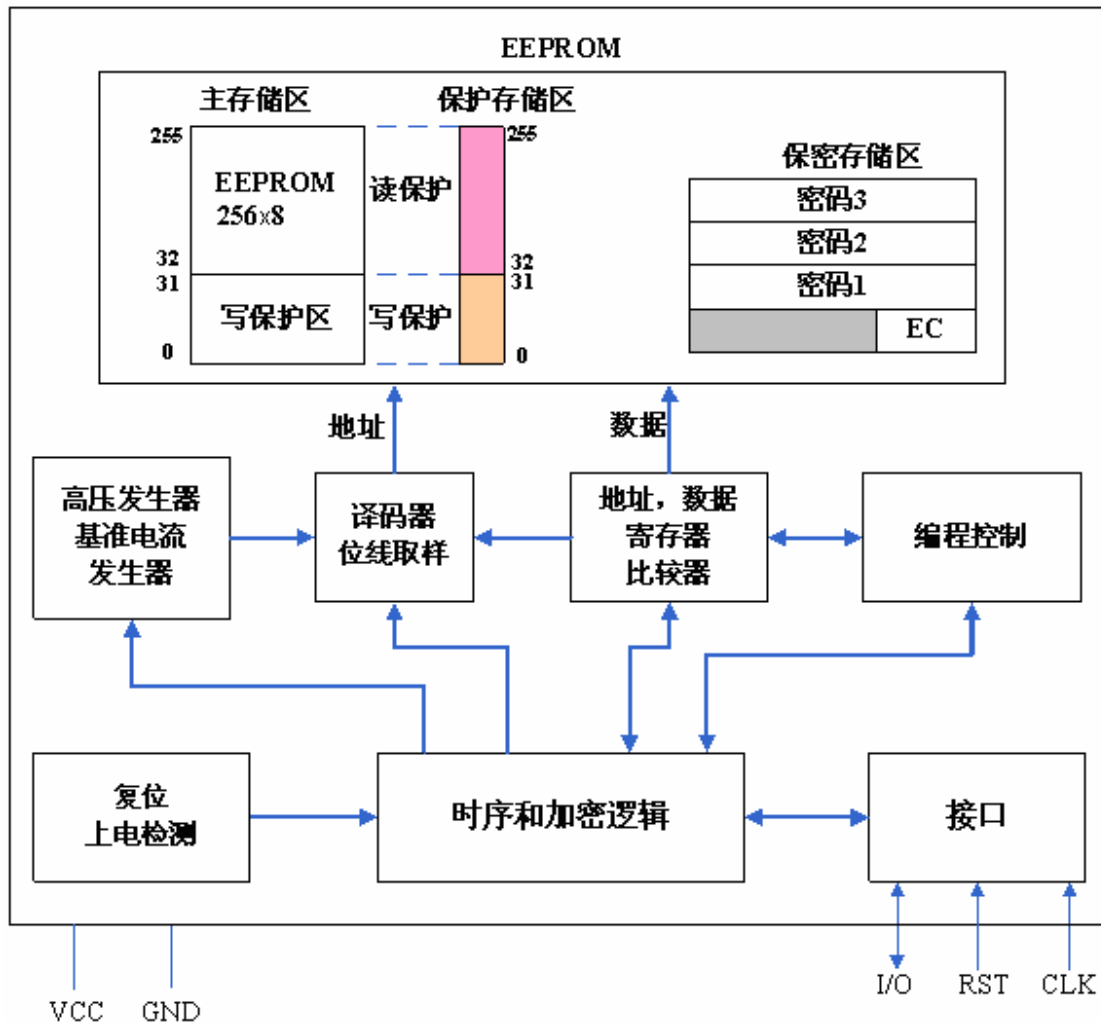 EEPROM
主存储区
保护存储区
255
255
EEPROM
256x8
读保护
保密存储区
密码3
密码2
密码1
EC
32
31
32
31
写保护区
写保护
0
0
地址
数据
高压发生器
基准电流
发生器
译码器
位线取样
地址，数据
寄存器
比较器
编程控制
复位
上电检测
时序和加密逻辑
接口
VCC
GND
I/O
RST
CLK